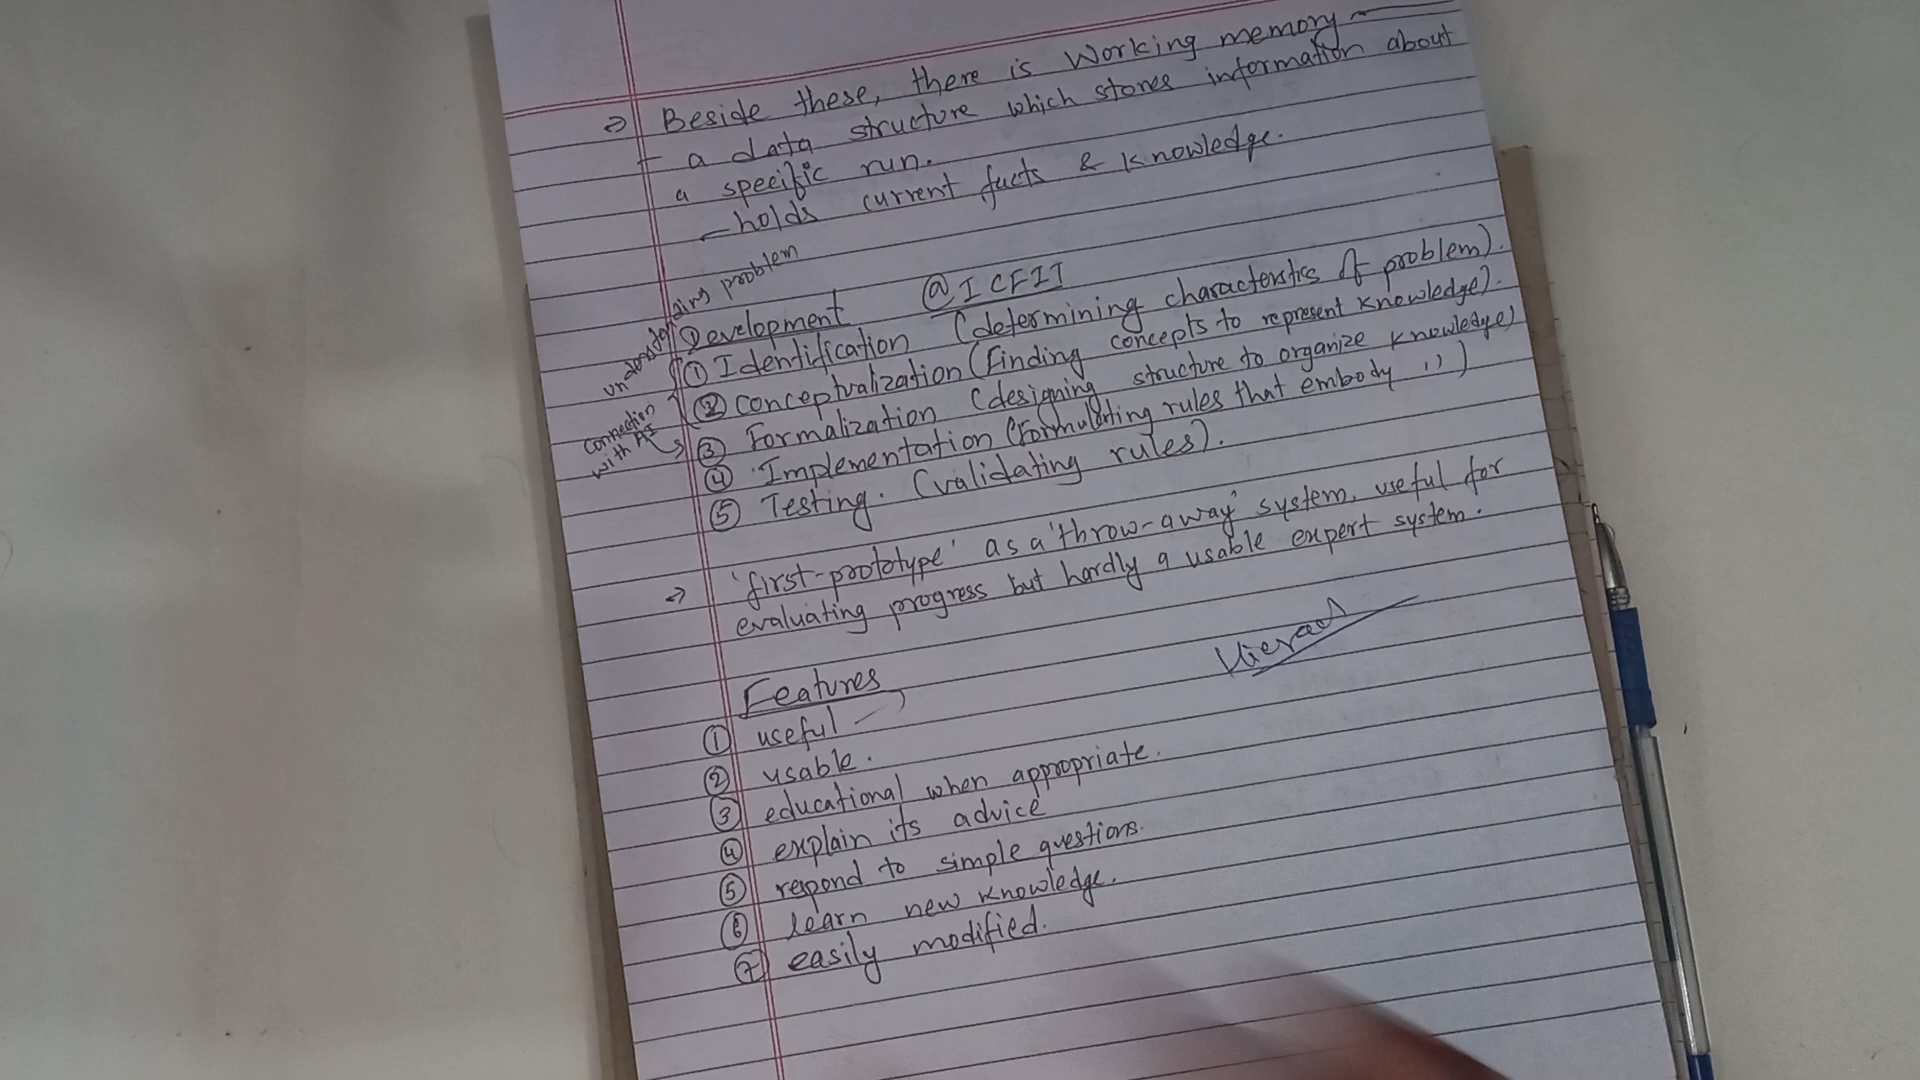 ⇒ Beside these, there is Working memory —
- a data structure which stores information about
a specific run.
- holds current facts & knowledge.
understanding problem
Development @ICFIT
① Identification (determining characterstics of problem).
② conceptualization (Finding concepts to represent knowledge).
connection
with AI
③ Formalization (designing structure to organize knowledge)
④ Implementation (Formulating rules that embody ,,)
⑤ Testing. (validating rules).
⇒ 'first-prototype' as a 'throw-away' system. useful for
evaluating progress but hardly a usable expert system.
Features
① useful
② usable.
③ educational when appropriate.
④ explain its advice
⑤ respond to simple questions.
⑥ learn new knowledge.
⑦ easily modified.